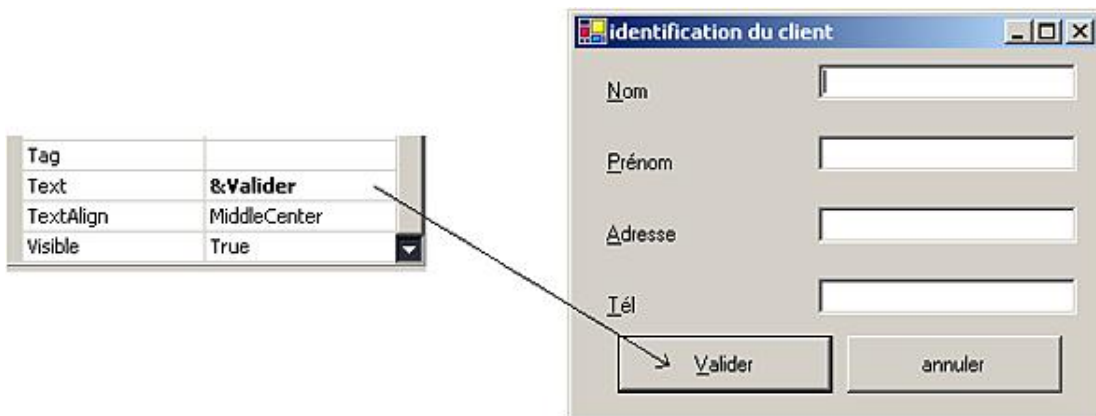 Tag
Text &Valider
TextAlign MiddleCenter
Visible True
identification du client
Nom
Prénom
Adresse
Tél
Valider annuler